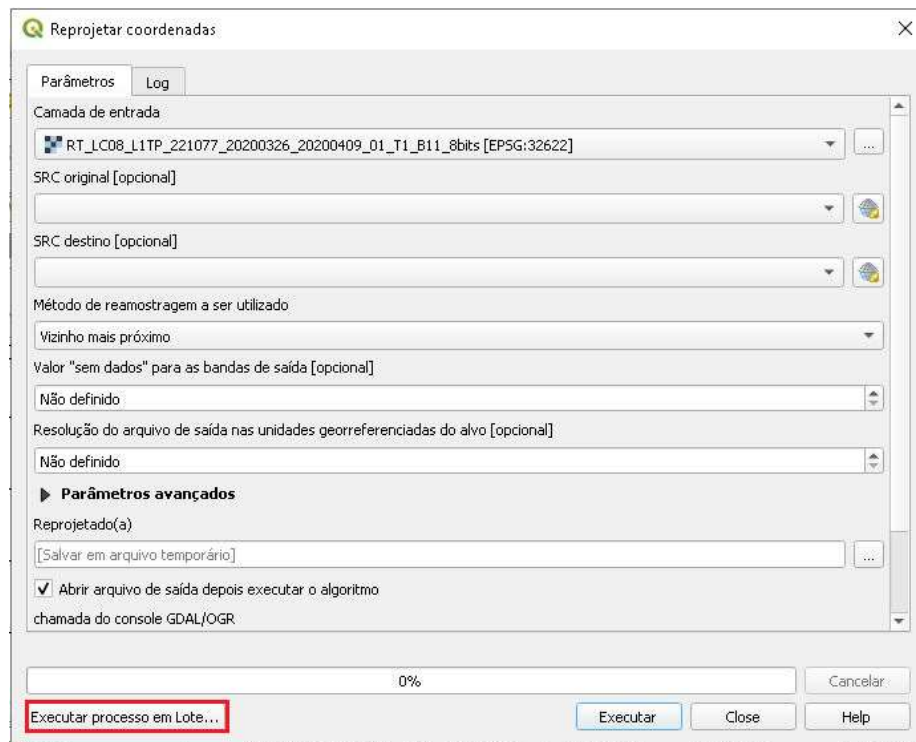 Reprojetar coordenadas
Parâmetros Log
Camada de entrada
RT_LC08_L1TP_221077_20200326_20200409_01_T1_B11_8bits [EPSG:32622] ...
SRC original [opcional]
SRC destino [opcional]
Método de reamostragem a ser utilizado
Vizinho mais próximo
Valor "sem dados" para as bandas de saída [opcional]
Não definido
Resolução do arquivo de saída nas unidades georreferenciadas do alvo [opcional]
Não definido
Parâmetros avançados
Reprojetado(a)
[Salvar em arquivo temporário] ...
Abrir arquivo de saída depois executar o algoritmo
chamada do console GDAL/OGR
0% Cancelar
Executar processo em Lote... Executar Close Help